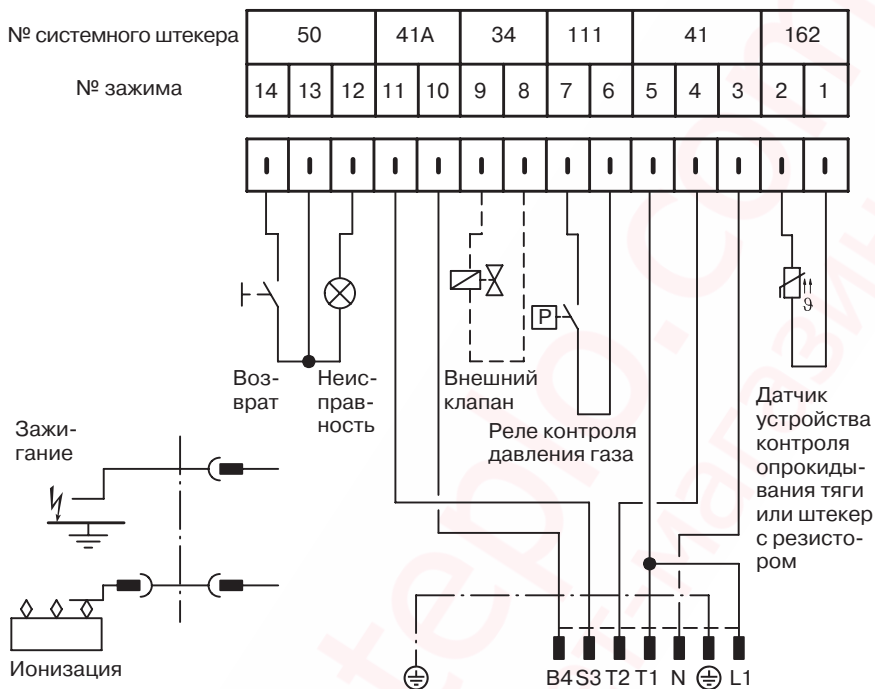 № системного штекера 50 41A 34 111 41 162
№ зажима 14 13 12 11 10 9 8 7 6 5 4 3 2 1
P
ϑ
Воз-
врат
Неис-
прав-
ность
Внешний
клапан
Реле контроля
давления газа
Датчик
устройства
контроля
опрокиды-
вания тяги
или штекер
с резисто-
ром
Зажи-
гание
Ионизация
B4 S3 T2 T1 N L1